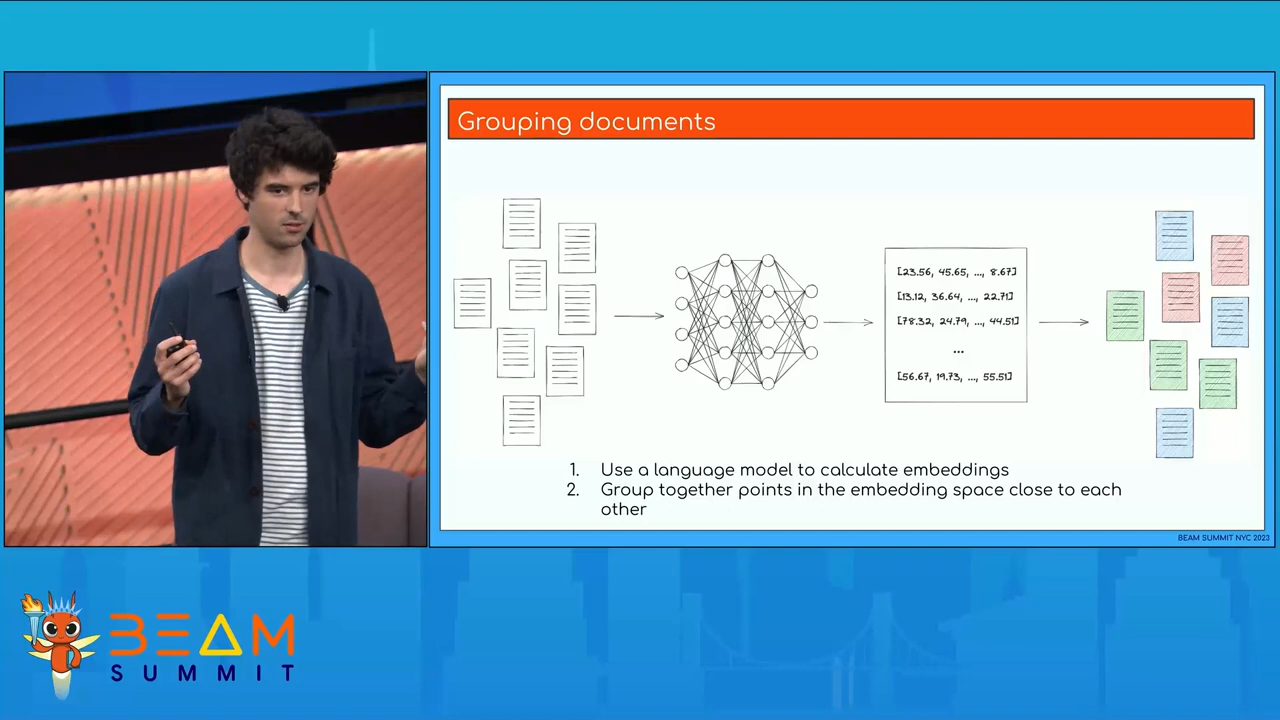 Grouping documents
[23.56, 45.65, ..., 8.67]
[13.12, 36.64, ..., 22.71]
[78.32, 24.79, ..., 44.51]
...
[56.67, 19.73, ..., 55.51]
1. Use a language model to calculate embeddings
2. Group together points in the embedding space close to each
other
BEAM SUMMIT NYC 2023
BEAM
SUMMIT